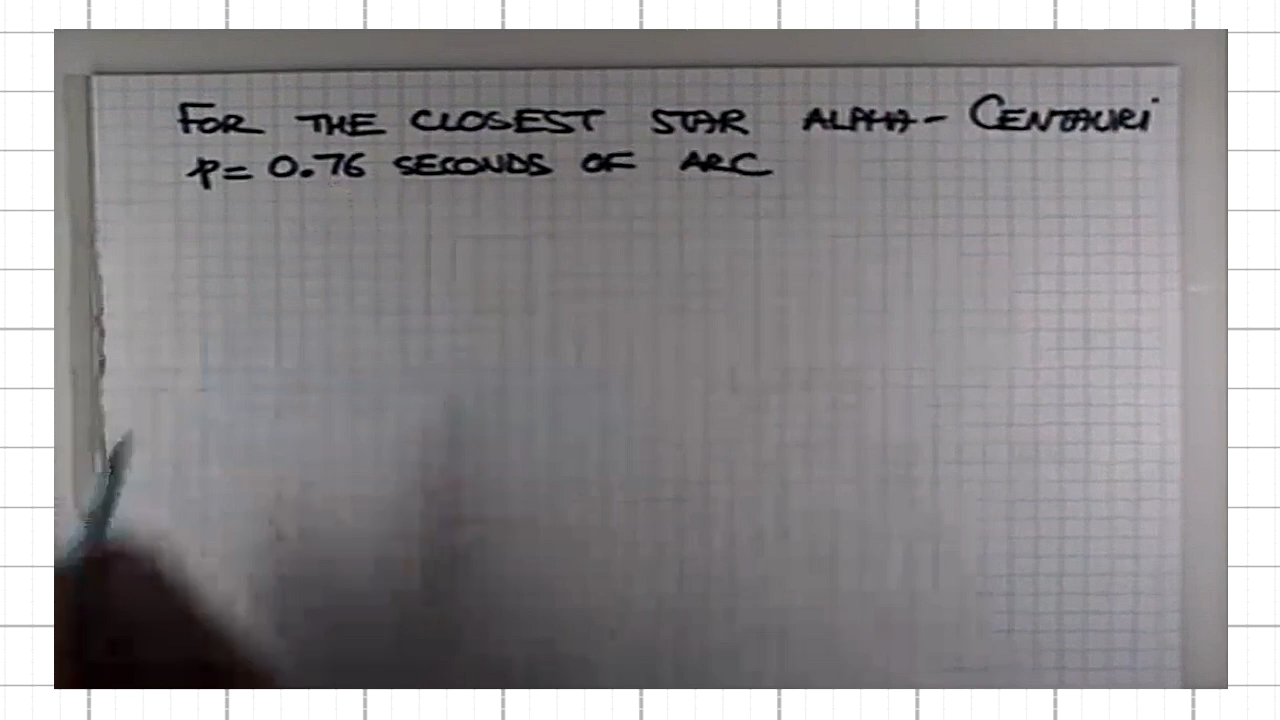 FOR THE CLOSEST STAR ALPHA- CENTAURI
p= 0.76 SECONDS OF ARC